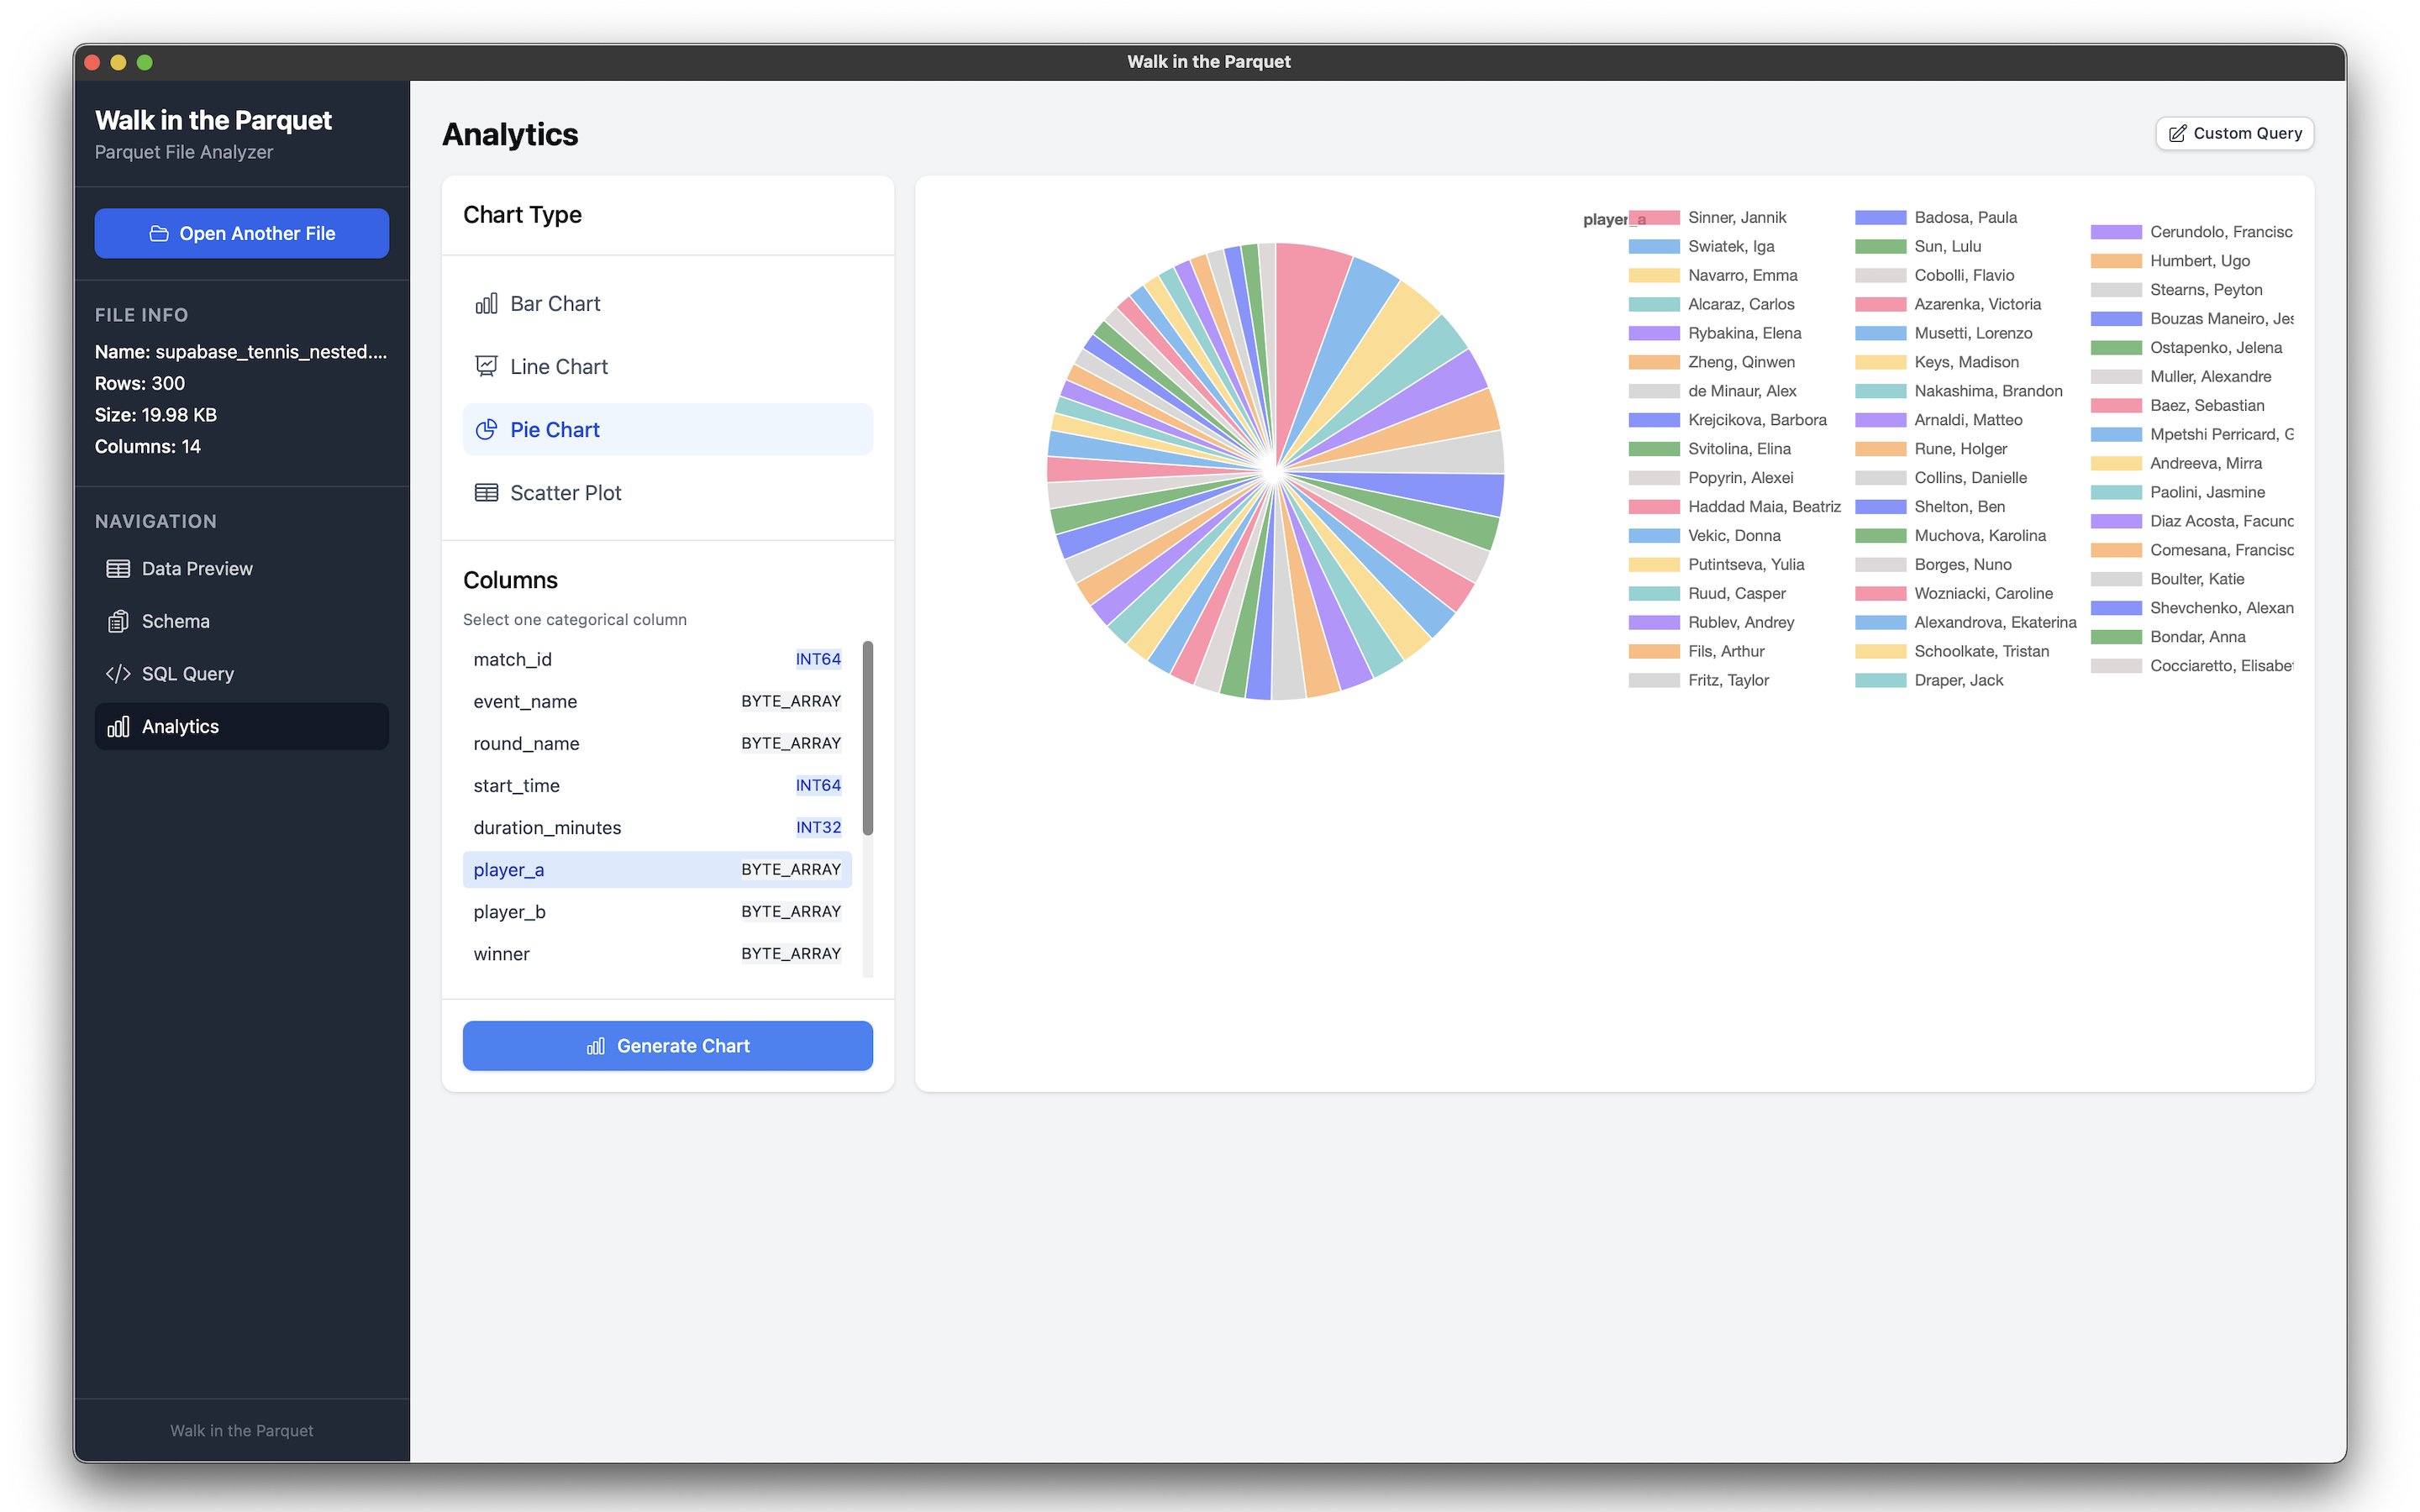 Walk in the Parquet
Walk in the Parquet
Parquet File Analyzer
Open Another File
FILE INFO
Name: supabase_tennis_nested....
Rows: 300
Size: 19.98 KB
Columns: 14
NAVIGATION
Data Preview
Schema
SQL Query
Analytics
Walk in the Parquet
Analytics
Custom Query
Chart Type
Bar Chart
Line Chart
Pie Chart
Scatter Plot
Columns
Select one categorical column
match_id INT64
event_name BYTE_ARRAY
round_name BYTE_ARRAY
start_time INT64
duration_minutes INT32
player_a BYTE_ARRAY
player_b BYTE_ARRAY
winner BYTE_ARRAY
Generate Chart
player_a
Sinner, Jannik
Swiatek, Iga
Navarro, Emma
Alcaraz, Carlos
Rybakina, Elena
Zheng, Qinwen
de Minaur, Alex
Krejcikova, Barbora
Svitolina, Elina
Popyrin, Alexei
Haddad Maia, Beatriz
Vekic, Donna
Putintseva, Yulia
Ruud, Casper
Rublev, Andrey
Fils, Arthur
Fritz, Taylor
Badosa, Paula
Sun, Lulu
Cobolli, Flavio
Azarenka, Victoria
Musetti, Lorenzo
Keys, Madison
Nakashima, Brandon
Arnaldi, Matteo
Rune, Holger
Collins, Danielle
Shelton, Ben
Muchova, Karolina
Borges, Nuno
Wozniacki, Caroline
Alexandrova, Ekaterina
Schoolkate, Tristan
Draper, Jack
Cerundolo, Francisc
Humbert, Ugo
Stearns, Peyton
Bouzas Maneiro, Jes
Ostapenko, Jelena
Muller, Alexandre
Baez, Sebastian
Mpetshi Perricard, G
Andreeva, Mirra
Paolini, Jasmine
Diaz Acosta, Facunc
Comesana, Francisc
Boulter, Katie
Shevchenko, Alexan
Bondar, Anna
Cocciaretto, Elisabet